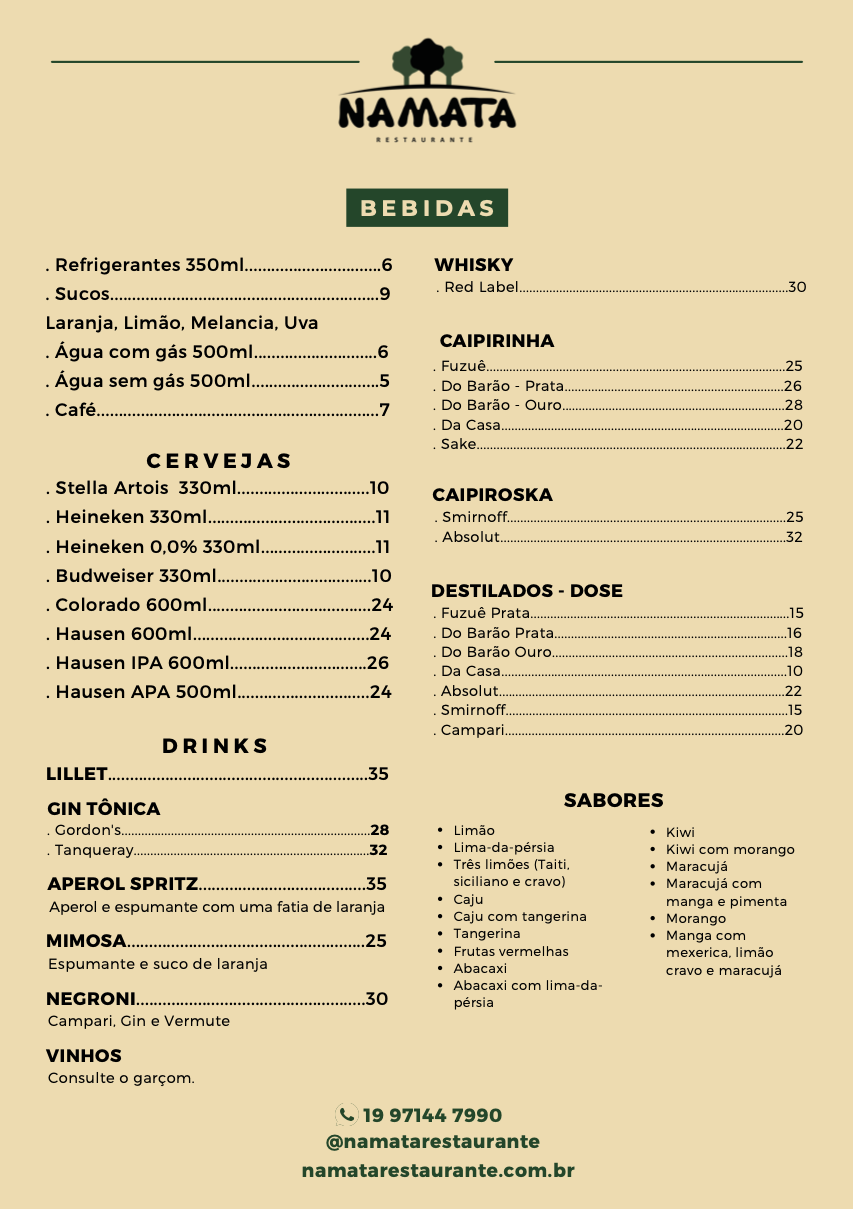 NAMATA
RESTAURANTE
BEBIDAS
. Refrigerantes 350ml................................6
. Sucos................................................................9
Laranja, Limão, Melancia, Uva
. Água com gás 500ml.............................6
. Água sem gás 500ml..............................5
. Café...................................................................7
CERVEJAS
. Stella Artois  330ml...............................10
. Heineken 330ml........................................11
. Heineken 0,0% 330ml...........................11
. Budweiser 330ml....................................10
. Colorado 600ml.......................................24
. Hausen 600ml..........................................24
. Hausen IPA 600ml................................26
. Hausen APA 500ml...............................24
DRINKS
LILLET..............................................................35
GIN TÔNICA
. Gordon's....................................................................................28
. Tanqueray................................................................................32
APEROL SPRITZ........................................35
Aperol e espumante com uma fatia de laranja
MIMOSA.........................................................25
Espumante e suco de laranja
NEGRONI.......................................................30
Campari, Gin e Vermute
VINHOS
Consulte o garçom.
WHISKY
. Red Label..........................................................................................30
CAIPIRINHA
. Fuzuê....................................................................................................25
. Do Barão - Prata.........................................................................26
. Do Barão - Ouro..........................................................................28
. Da Casa...............................................................................................20
. Sake.......................................................................................................22
CAIPIROSKA
. Smirnoff.............................................................................................25
. Absolut................................................................................................32
DESTILADOS - DOSE
. Fuzuê Prata.......................................................................................15
. Do Barão Prata..............................................................................16
. Do Barão Ouro...............................................................................18
. Da Casa................................................................................................10
. Absolut................................................................................................22
. Smirnoff..............................................................................................15
. Campari.............................................................................................20
SABORES
• Limão
• Lima-da-pérsia
• Três limões (Taiti,
siciliano e cravo)
• Caju
• Caju com tangerina
• Tangerina
• Frutas vermelhas
• Abacaxi
• Abacaxi com lima-da-
pérsia
• Kiwi
• Kiwi com morango
• Maracujá
• Maracujá com
manga e pimenta
• Morango
• Manga com
mexerica, limão
cravo e maracujá
19 97144 7990
@namatarestaurante
namatarestaurante.com.br